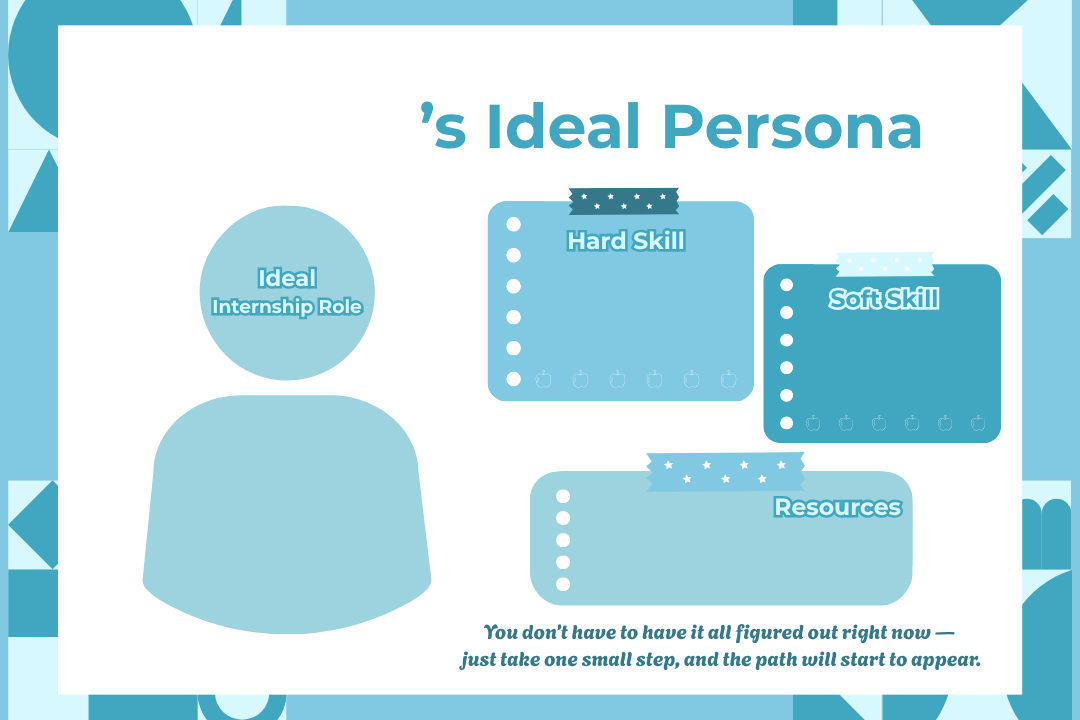 ’s Ideal Persona
Ideal
Internship Role
Hard Skill
Soft Skill
Resources
You don't have to have it all figured out right now —
just take one small step, and the path will start to appear.